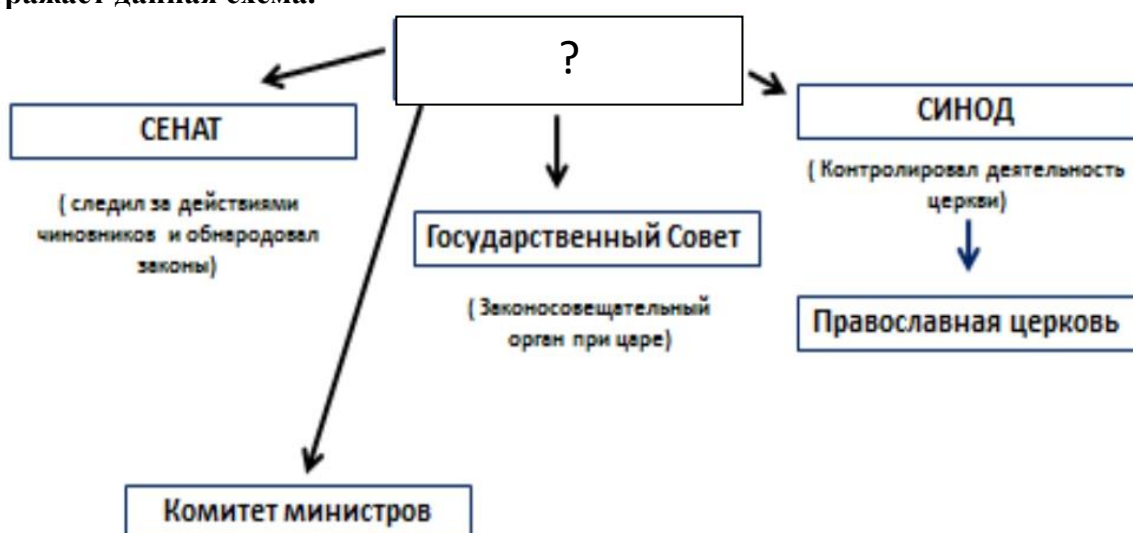 ражает данная схема.
?
СЕНАТ
( следил за действиями
чиновников и обнародовал
законы)
Государственный Совет
( Законосовещательный
орган при царе)
СИНОД
( Контролировал деятельность
церкви)
Православная церковь
Комитет министров